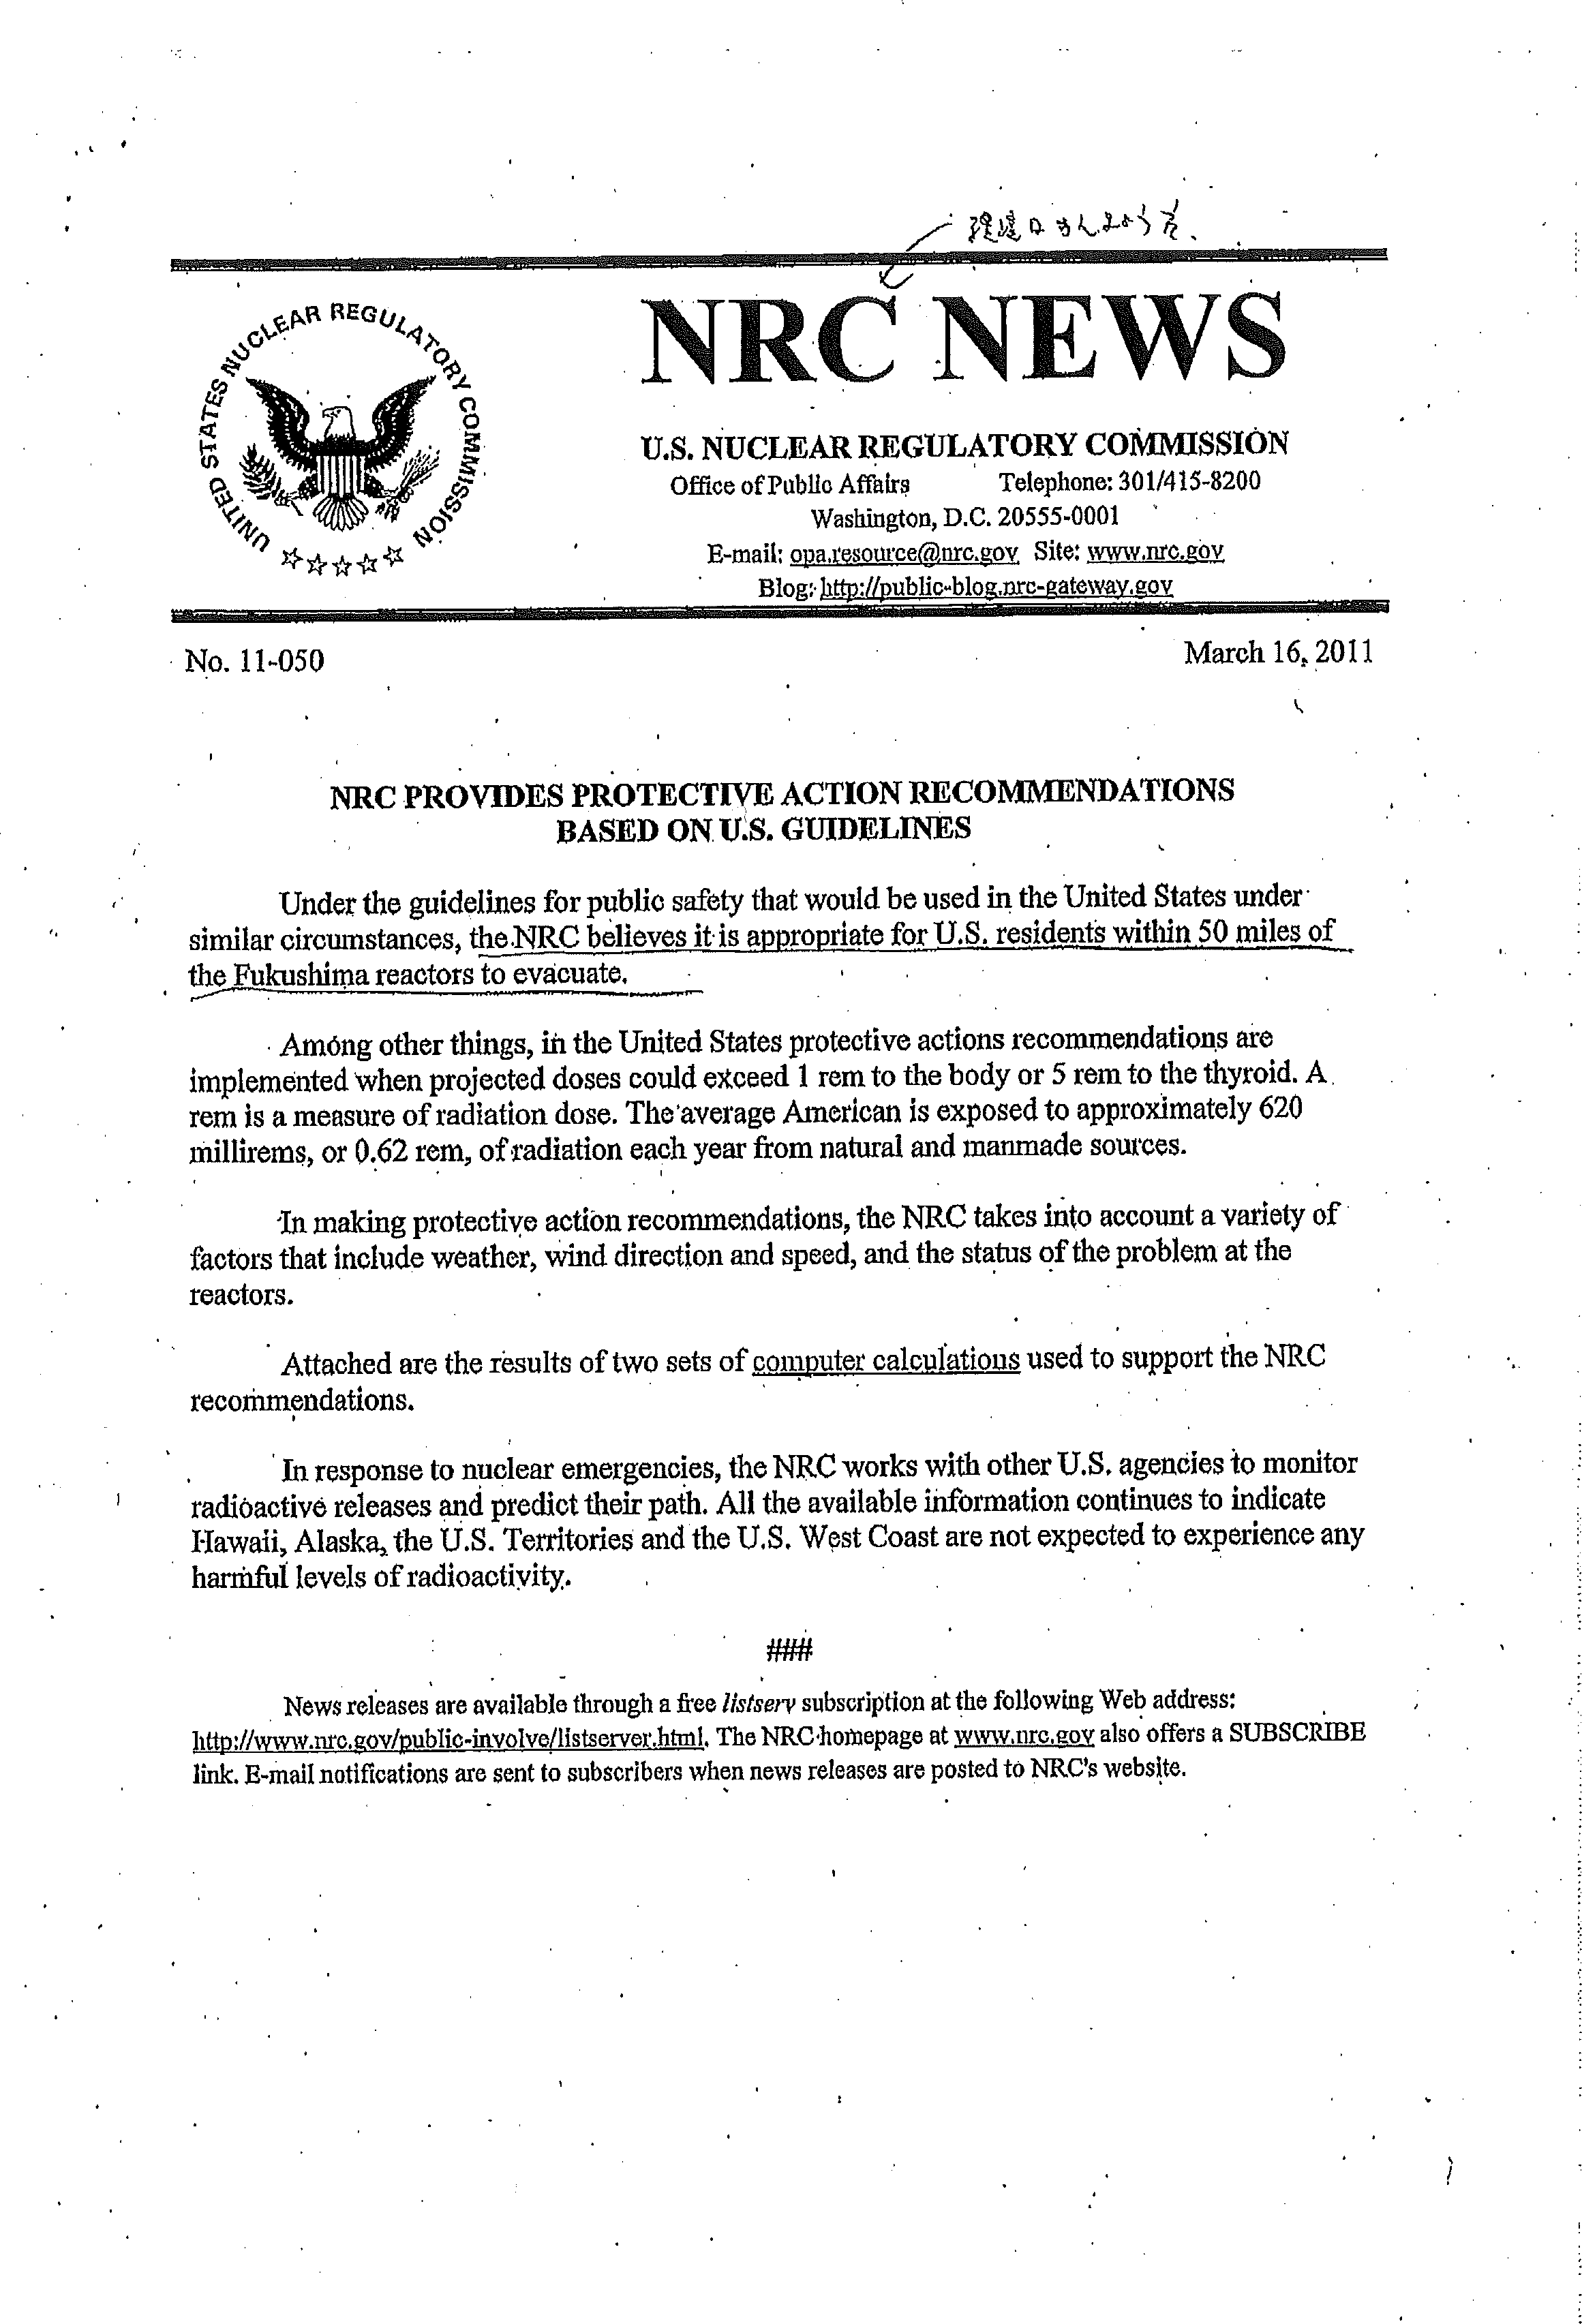 NRC NEWS
UNITED STATES NUCLEAR REGULATORY COMMISSION
U.S. NUCLEAR REGULATORY COMMISSION
Office of Public Affairs Telephone: 301/415-8200
Washington, D.C. 20555-0001
E-mail: opa.resource@nrc.gov Site: www.nrc.gov
Blog: http://public-blog.nrc-gateway.gov
No. 11-050 March 16, 2011
NRC PROVIDES PROTECTIVE ACTION RECOMMENDATIONS
BASED ON U.S. GUIDELINES
Under the guidelines for public safety that would be used in the United States under
similar circumstances, the NRC believes it is appropriate for U.S. residents within 50 miles of
the Fukushima reactors to evacuate.
Among other things, in the United States protective actions recommendations are
implemented when projected doses could exceed 1 rem to the body or 5 rem to the thyroid. A
rem is a measure of radiation dose. The average American is exposed to approximately 620
millirems, or 0.62 rem, of radiation each year from natural and manmade sources.
In making protective action recommendations, the NRC takes into account a variety of
factors that include weather, wind direction and speed, and the status of the problem at the
reactors.
Attached are the results of two sets of computer calculations used to support the NRC
recommendations.
In response to nuclear emergencies, the NRC works with other U.S. agencies to monitor
radioactive releases and predict their path. All the available information continues to indicate
Hawaii, Alaska, the U.S. Territories and the U.S. West Coast are not expected to experience any
harmful levels of radioactivity.
###
News releases are available through a free listserv subscription at the following Web address:
http://www.nrc.gov/public-involve/listserver.html. The NRC homepage at www.nrc.gov also offers a SUBSCRIBE
link. E-mail notifications are sent to subscribers when news releases are posted to NRC's website.